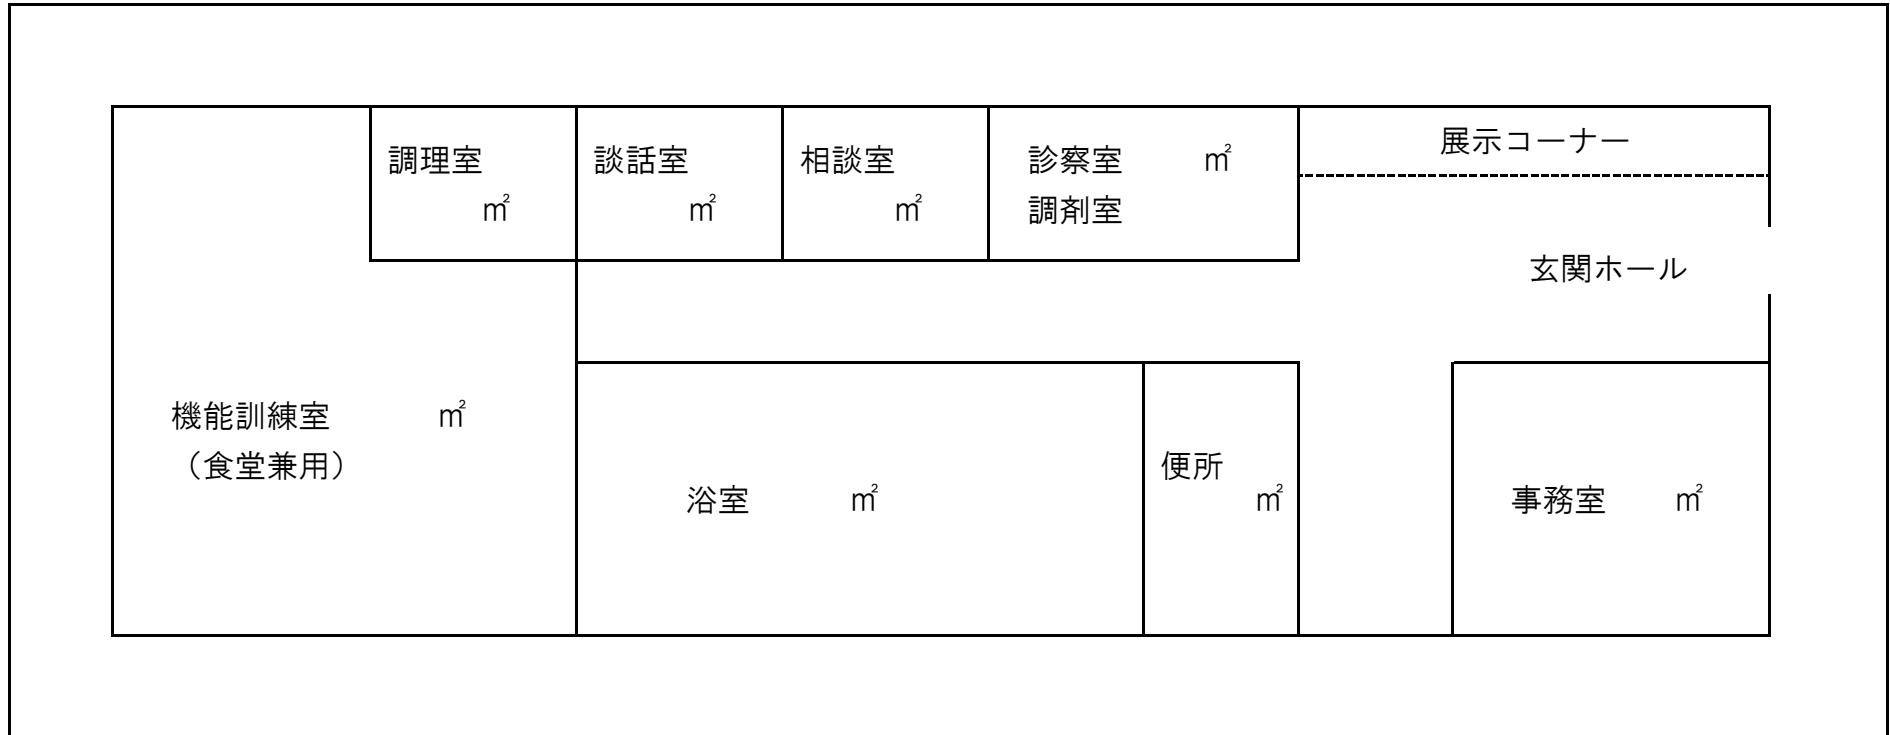 調理室
㎡
談話室
㎡
相談室
㎡
診察室 ㎡
調剤室
展示コーナー
玄関ホール
機能訓練室 ㎡
（食堂兼用）
浴室 ㎡
便所
㎡
事務室 ㎡